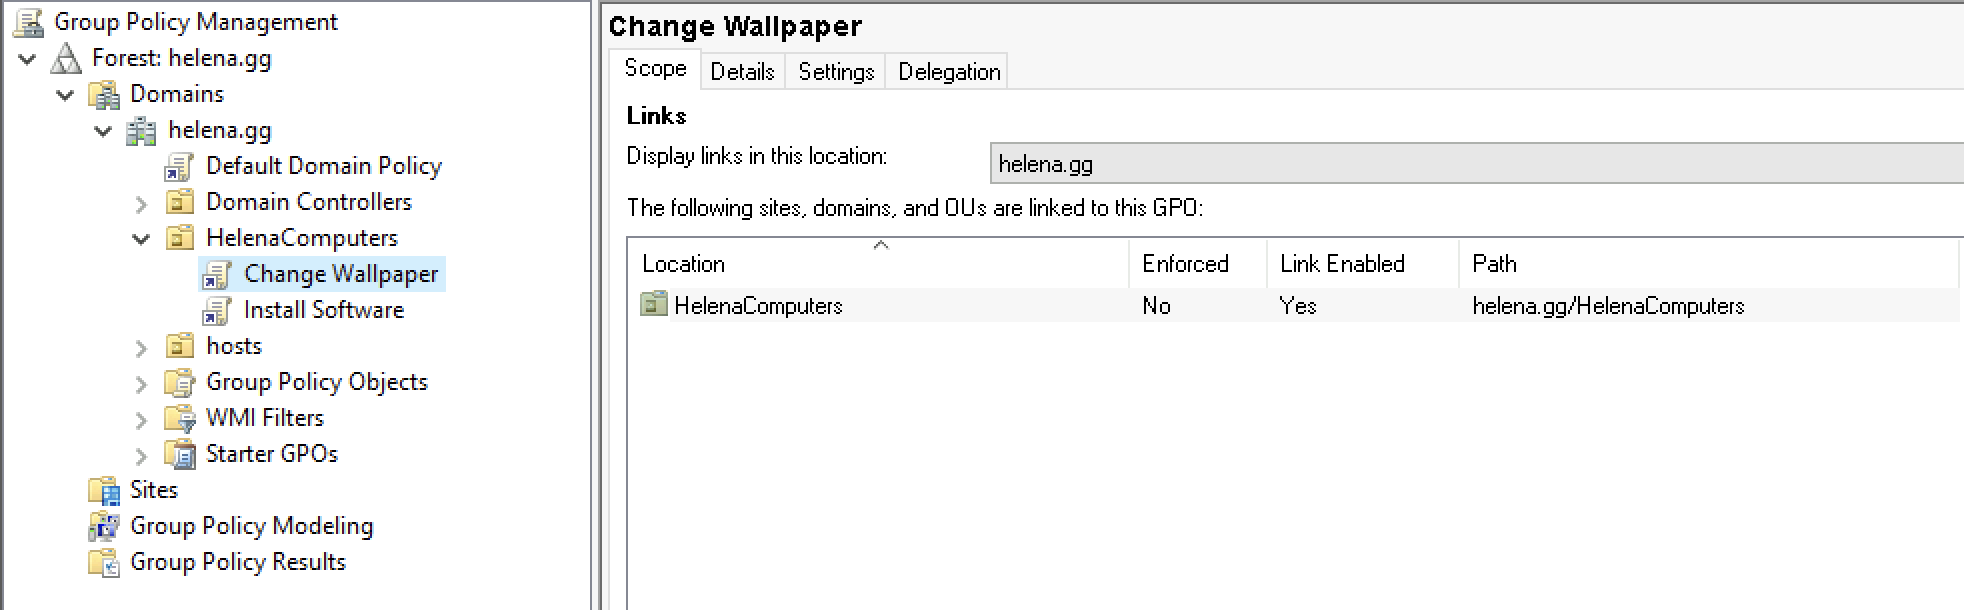 Group Policy Management
Forest: helena.gg
Domains
helena.gg
Default Domain Policy
Domain Controllers
HelenaComputers
Change Wallpaper
Install Software
hosts
Group Policy Objects
WMI Filters
Starter GPOs
Sites
Group Policy Modeling
Group Policy Results
Change Wallpaper
Scope Details Settings Delegation
Links
Display links in this location: helena.gg
The following sites, domains, and OUs are linked to this GPO:
Location Enforced Link Enabled Path
HelenaComputers No Yes helena.gg/HelenaComputers